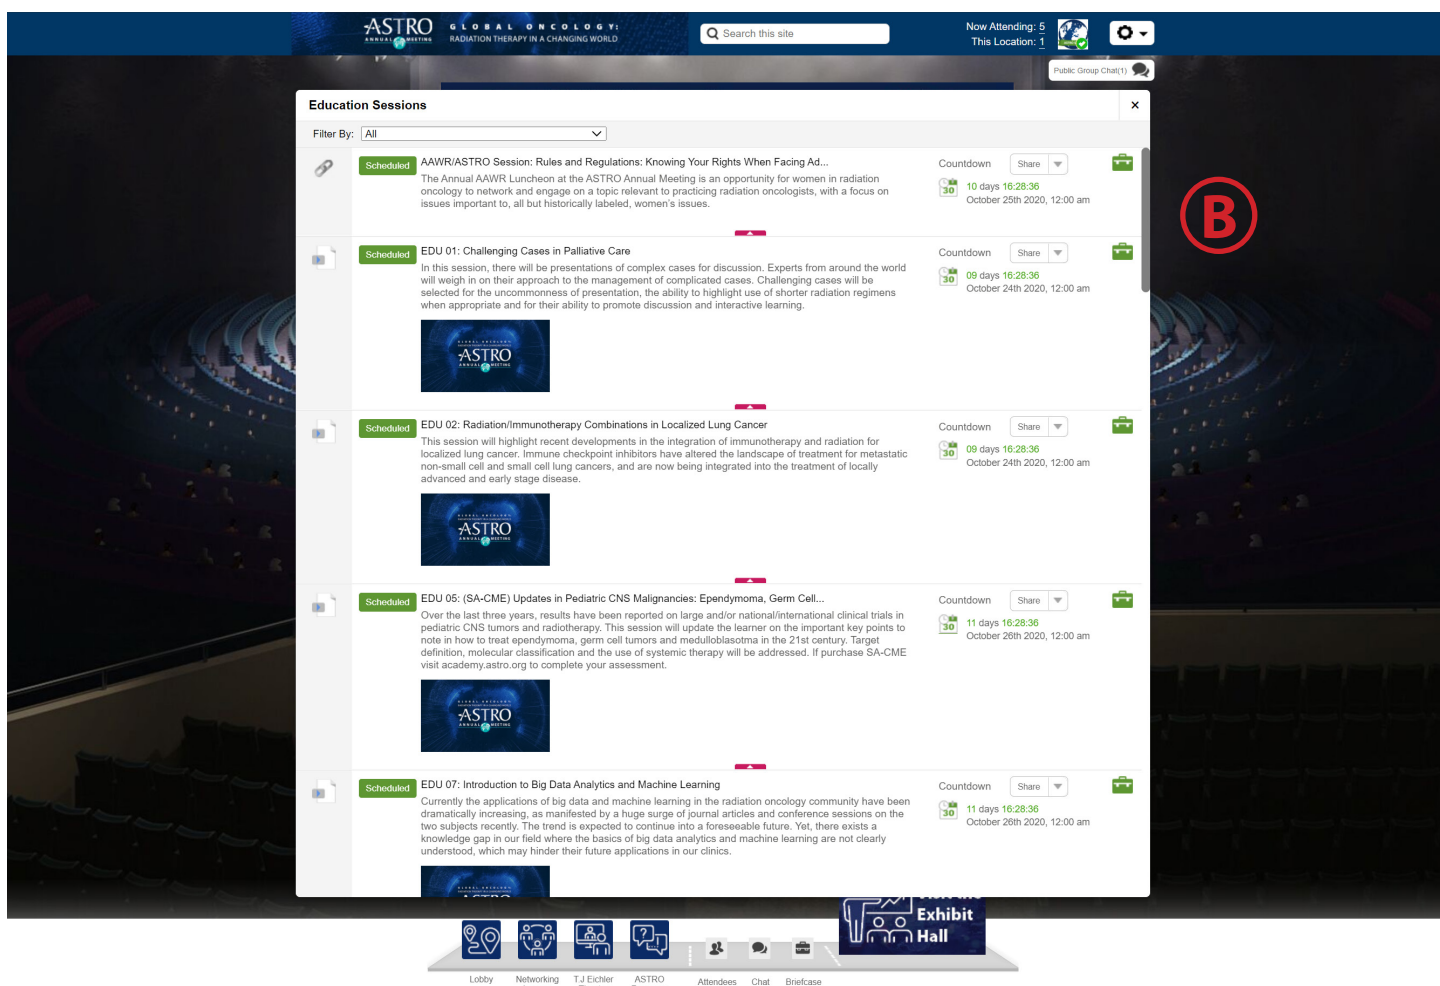 ASTRO
ANNUAL MEETING
GLOBAL ONCOLOGY:
RADIATION THERAPY IN A CHANGING WORLD
Search this site
Now Attending: 5
This Location: 1
Public Group Chat(1)
Education Sessions
×
Filter By: All
Scheduled
AAWR/ASTRO Session: Rules and Regulations: Knowing Your Rights When Facing Ad...
The Annual AAWR Luncheon at the ASTRO Annual Meeting is an opportunity for women in radiation
oncology to network and engage on a topic relevant to practicing radiation oncologists, with a focus on
issues important to, all but historically labeled, women's issues.
Countdown
Share
30
10 days 16:28:36
October 25th 2020, 12:00 am
B
Scheduled
EDU 01: Challenging Cases in Palliative Care
In this session, there will be presentations of complex cases for discussion. Experts from around the world
will weigh in on their approach to the management of complicated cases. Challenging cases will be
selected for the uncommonness of presentation, the ability to highlight use of shorter radiation regimens
when appropriate and for their ability to promote discussion and interactive learning.
ASTRO
ANNUAL MEETING
Countdown
Share
30
09 days 16:28:36
October 24th 2020, 12:00 am
Scheduled
EDU 02: Radiation/Immunotherapy Combinations in Localized Lung Cancer
This session will highlight recent developments in the integration of immunotherapy and radiation for
localized lung cancer. Immune checkpoint inhibitors have altered the landscape of treatment for metastatic
non-small cell and small cell lung cancers, and are now being integrated into the treatment of locally
advanced and early stage disease.
ASTRO
ANNUAL MEETING
Countdown
Share
30
09 days 16:28:36
October 24th 2020, 12:00 am
Scheduled
EDU 05: (SA-CME) Updates in Pediatric CNS Malignancies: Ependymoma, Germ Cell...
Over the last three years, results have been reported on large and/or national/international clinical trials in
pediatric CNS tumors and radiotherapy. This session will update the learner on the important key points to
note in how to treat ependymoma, germ cell tumors and medulloblasotma in the 21st century. Target
definition, molecular classification and the use of systemic therapy will be addressed. If purchase SA-CME
visit academy.astro.org to complete your assessment.
ASTRO
ANNUAL MEETING
Countdown
Share
30
11 days 16:28:36
October 26th 2020, 12:00 am
Scheduled
EDU 07: Introduction to Big Data Analytics and Machine Learning
Currently the applications of big data and machine learning in the radiation oncology community have been
dramatically increasing, as manifested by a huge surge of journal articles and conference sessions on the
two subjects recently. The trend is expected to continue into a foreseeable future. Yet, there exists a
knowledge gap in our field where the basics of big data analytics and machine learning are not clearly
understood, which may hinder their future applications in our clinics.
Countdown
Share
30
11 days 16:28:36
October 26th 2020, 12:00 am
Exhibit
Hall
Lobby
Networking
TJ Eichler
ASTRO
Attendees
Chat
Briefcase